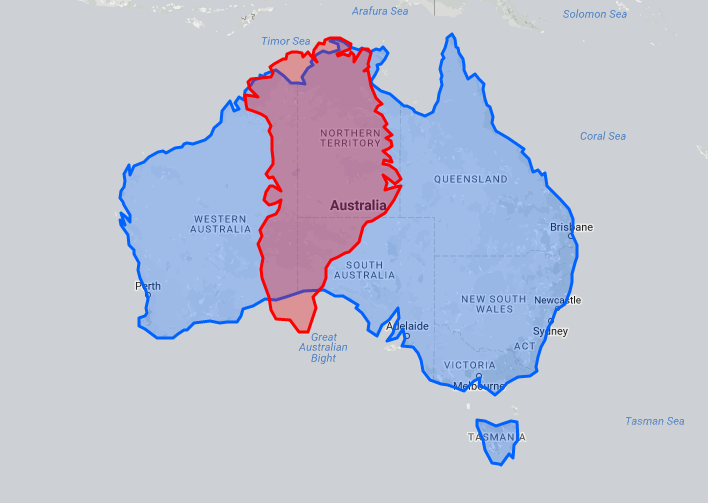 Arafura Sea
Solomon Sea
Timor Sea
NORTHERN
TERRITORY
Coral Sea
QUEENSLAND
Australia
WESTERN
AUSTRALIA
Brisbane
SOUTH
AUSTRALIA
Perth
NEW SOUTH
WALES
Newcastle
Adelaide
Sydney
Great
Australian
Bight
ACT
VICTORIA
Melbourne
Tasman Sea
TASMANIA